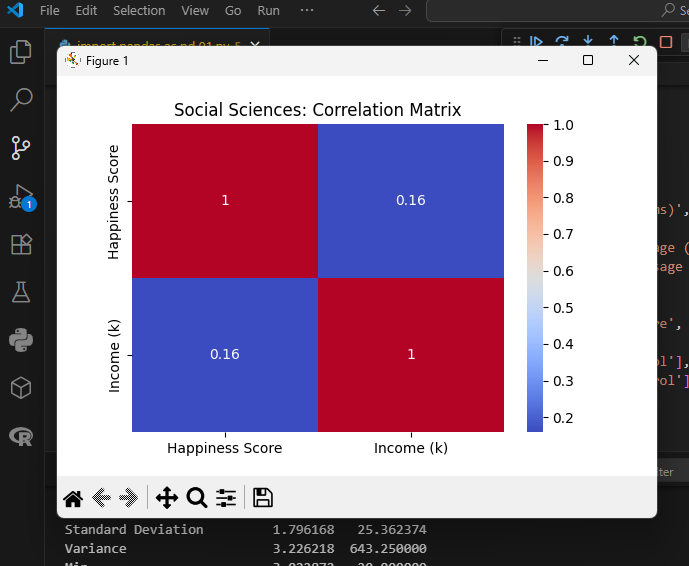 File Edit Selection View Go Run ···
Figure 1
Social Sciences: Correlation Matrix
Happiness Score
Income (k)
1
0.16
0.16
1
Happiness Score
Income (k)
1.0
0.9
0.8
0.7
0.6
0.5
0.4
0.3
0.2
1
Standard Deviation 1.796168 25.362374
Variance 3.226218 643.250000